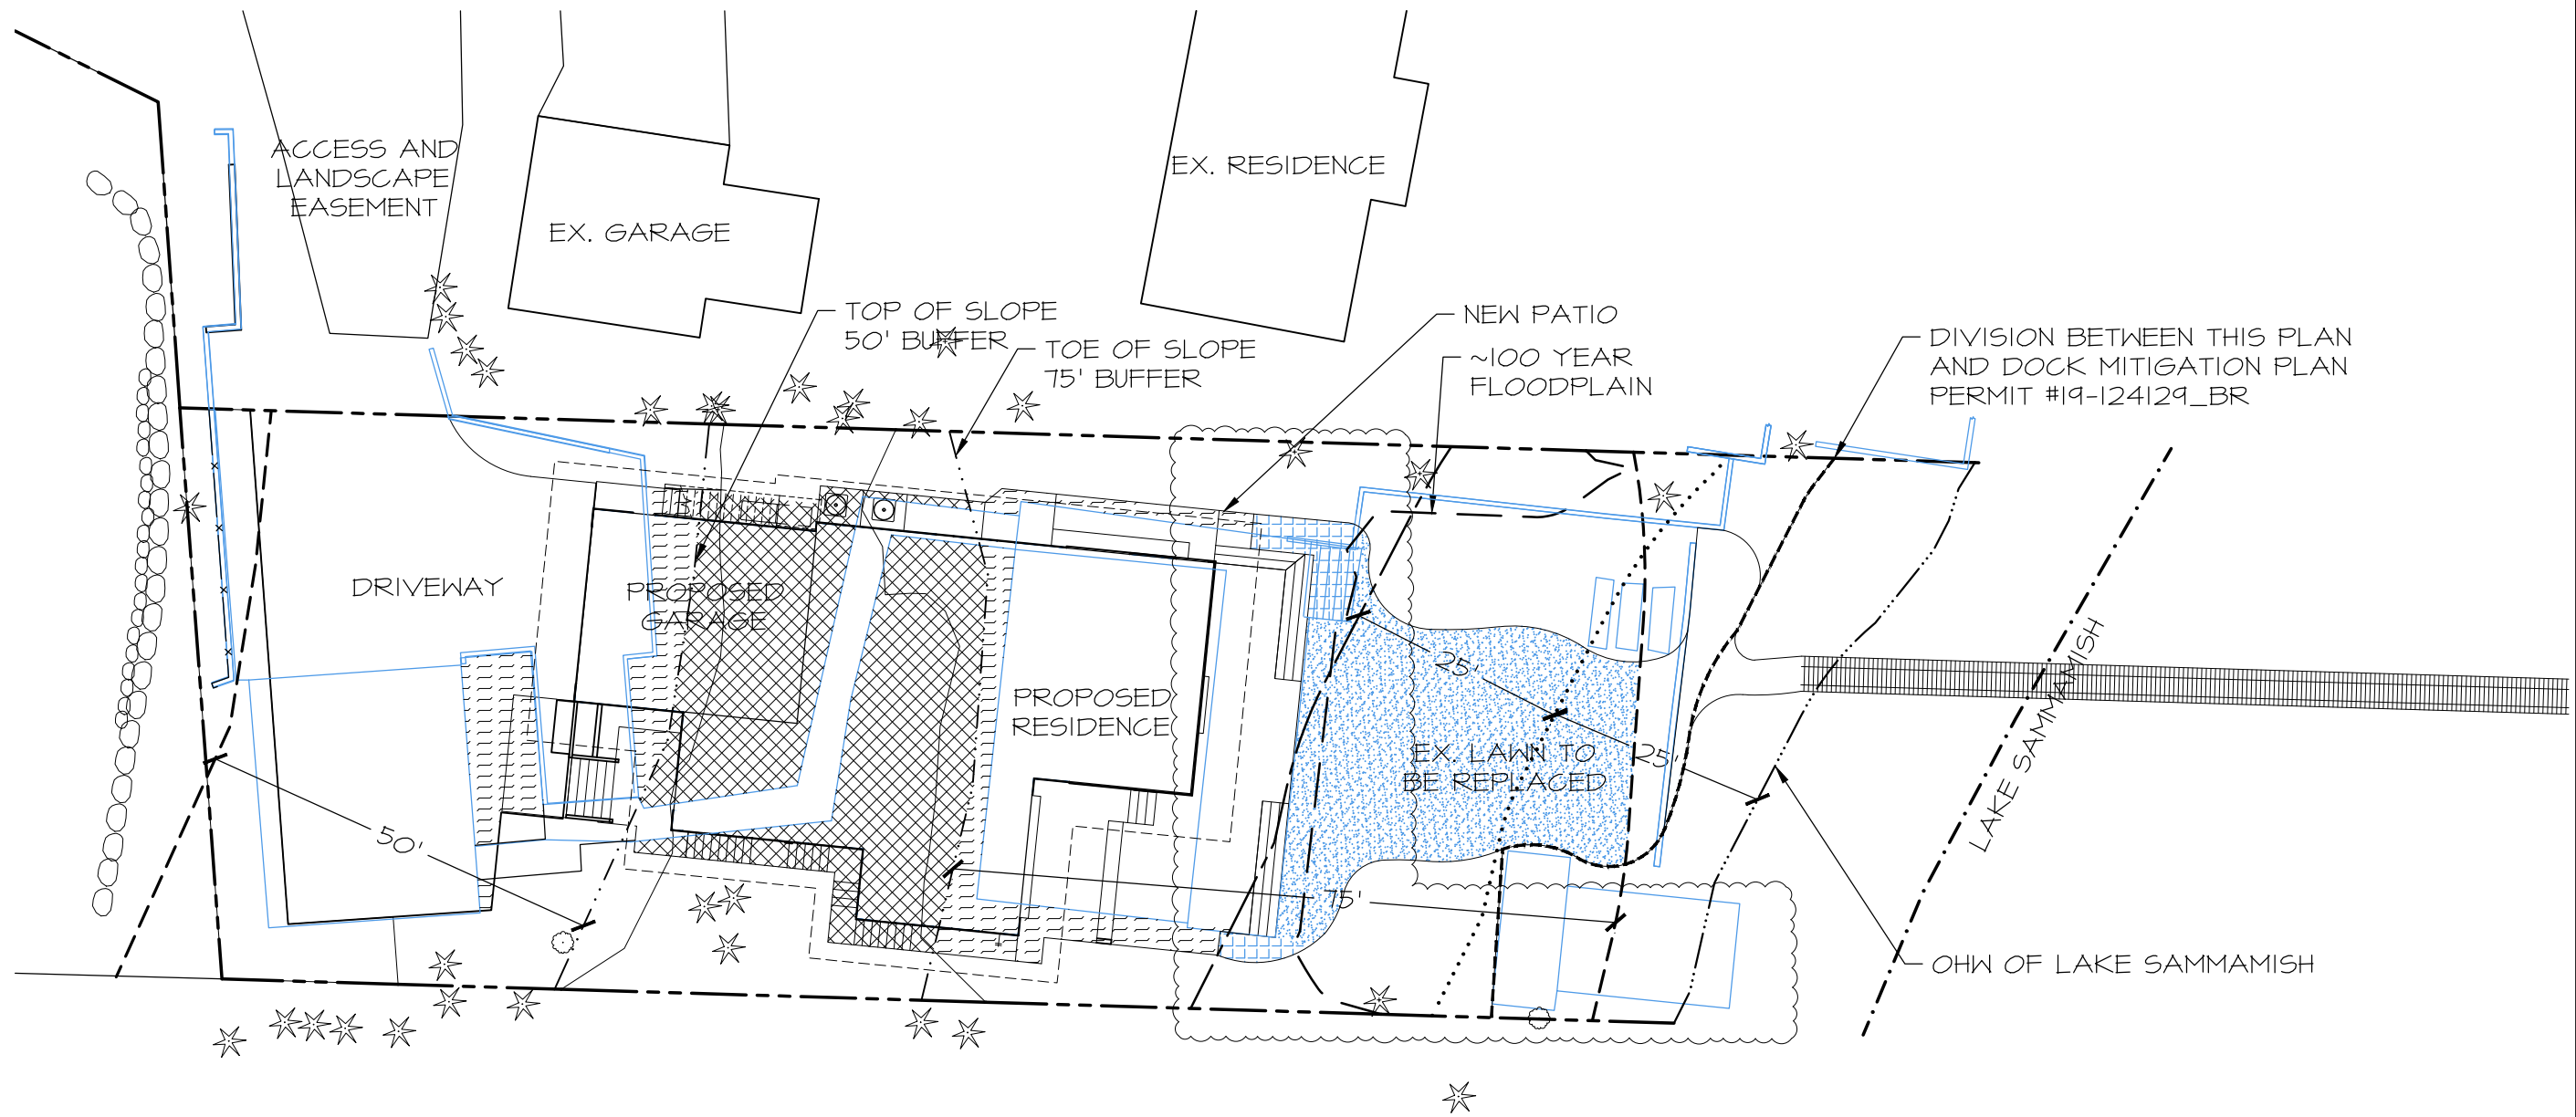 ACCESS AND
LANDSCAPE
EASEMENT
EX. GARAGE
EX. RESIDENCE
TOP OF SLOPE
50' BUFFER
TOE OF SLOPE
75' BUFFER
NEW PATIO
~100 YEAR
FLOODPLAIN
DIVISION BETWEEN THIS PLAN
AND DOCK MITIGATION PLAN
PERMIT #19-124129_BR
DRIVEWAY
PROPOSED
GARAGE
PROPOSED
RESIDENCE
25'
25'
EX. LAWN TO
BE REPLACED
LAKE SAMMAMISH
50'
75'
OHW OF LAKE SAMMAMISH